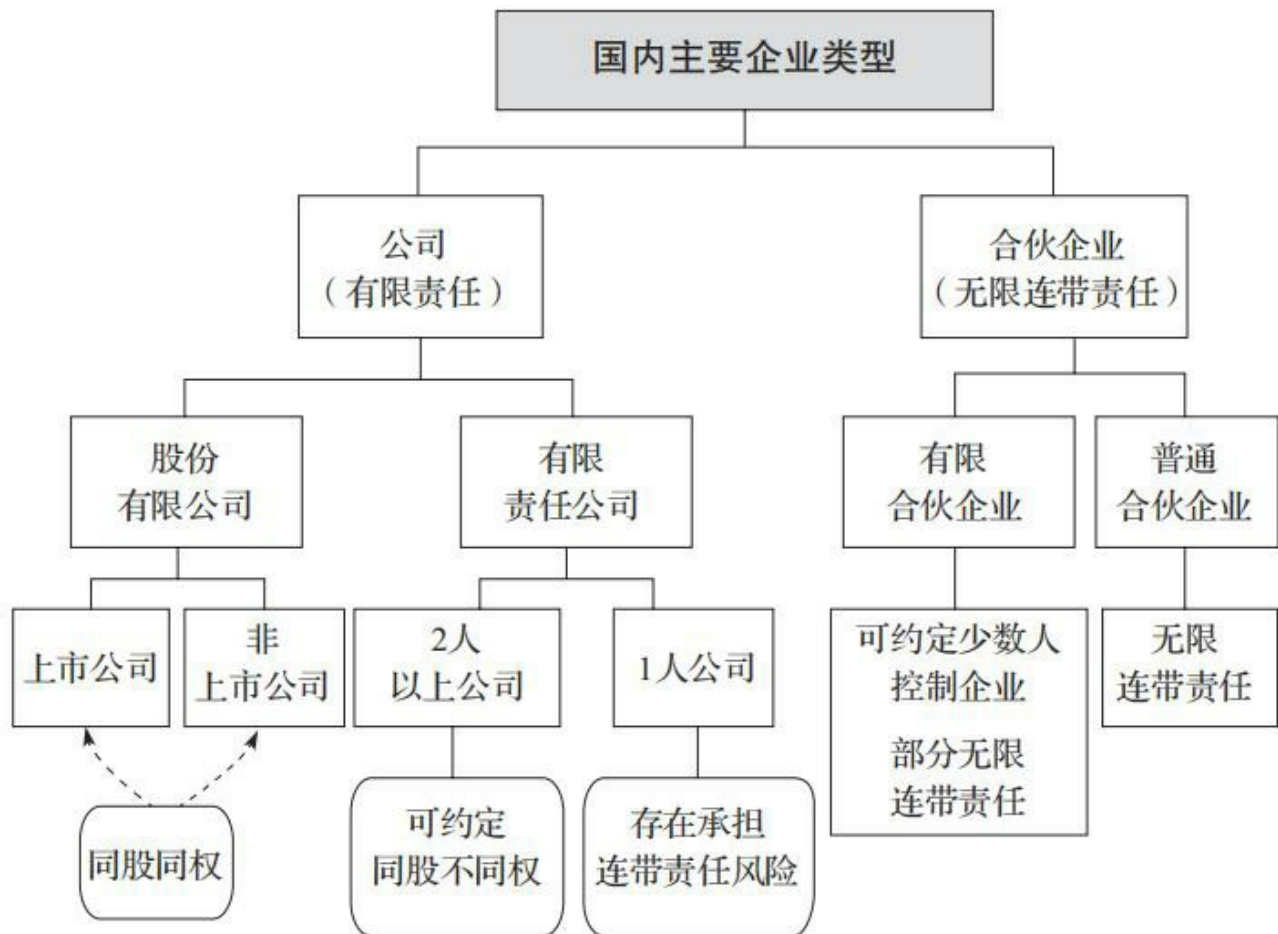 国内主要企业类型
公司
（有限责任）
合伙企业
（无限连带责任）
股份
有限公司
有限
责任公司
有限
合伙企业
普通
合伙企业
上市公司
非
上市公司
2人
以上公司
1人公司
可约定少数人
控制企业
部分无限
连带责任
无限
连带责任
同股同权
可约定
同股不同权
存在承担
连带责任风险